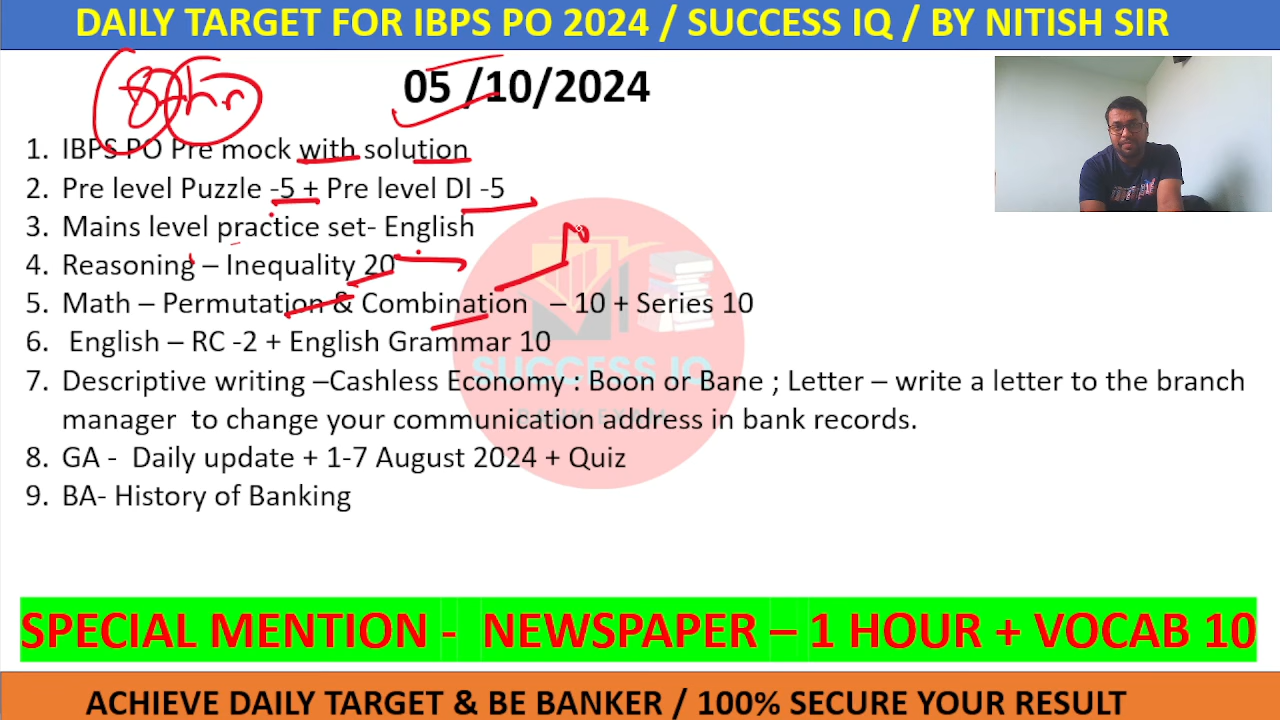 DAILY TARGET FOR IBPS PO 2024 / SUCCESS IQ / BY NITISH SIR
8 hr
05 /10/2024
1. IBPS PO Pre mock with solution
2. Pre level Puzzle -5 + Pre level DI -5
3. Mains level practice set- English
4. Reasoning – Inequality 20
5. Math – Permutation & Combination – 10 + Series 10
6. English – RC -2 + English Grammar 10
SUCCESS IQ
7. Descriptive writing –Cashless Economy : Boon or Bane ; Letter – write a letter to the branch
manager to change your communication address in bank records.
8. GA - Daily update + 1-7 August 2024 + Quiz
9. BA- History of Banking
SPECIAL MENTION - NEWSPAPER – 1 HOUR + VOCAB 10
ACHIEVE DAILY TARGET & BE BANKER / 100% SECURE YOUR RESULT